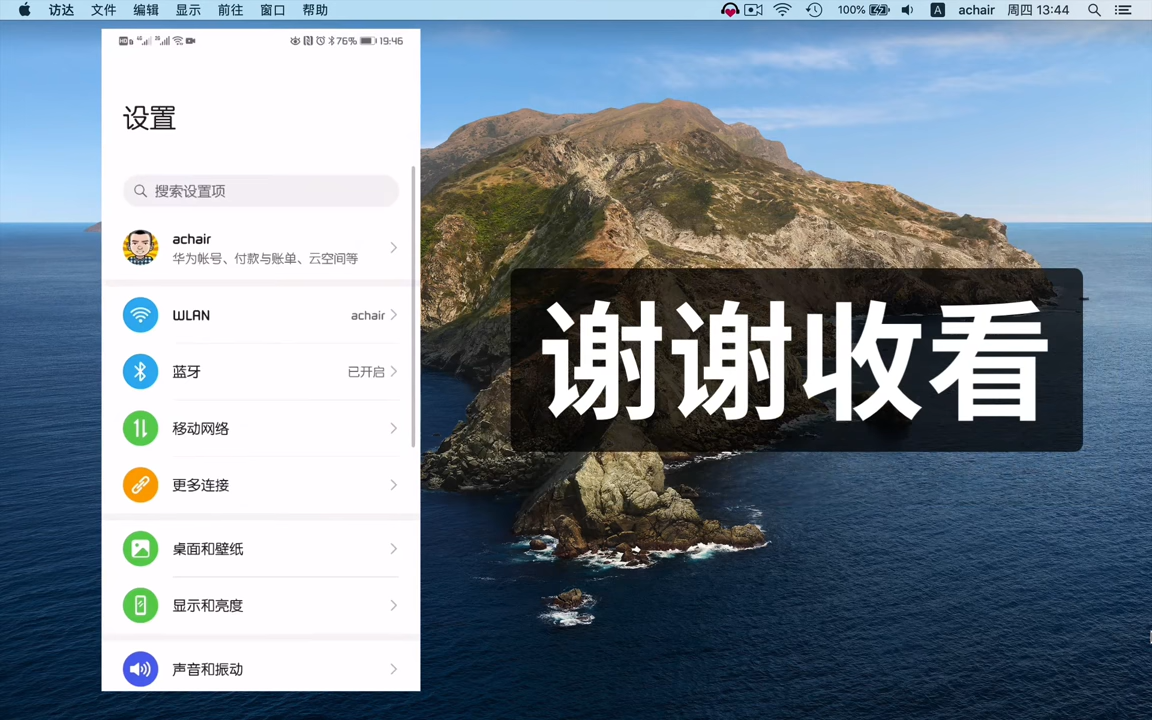 访达 文件 编辑 显示 前往 窗口 帮助 100% A achair 周四 13:44
76% 19:46
设置
搜索设置项
achair
华为帐号、付款与账单、云空间等
WLAN achair
蓝牙 已开启
移动网络
更多连接
桌面和壁纸
显示和亮度
声音和振动
谢谢收看